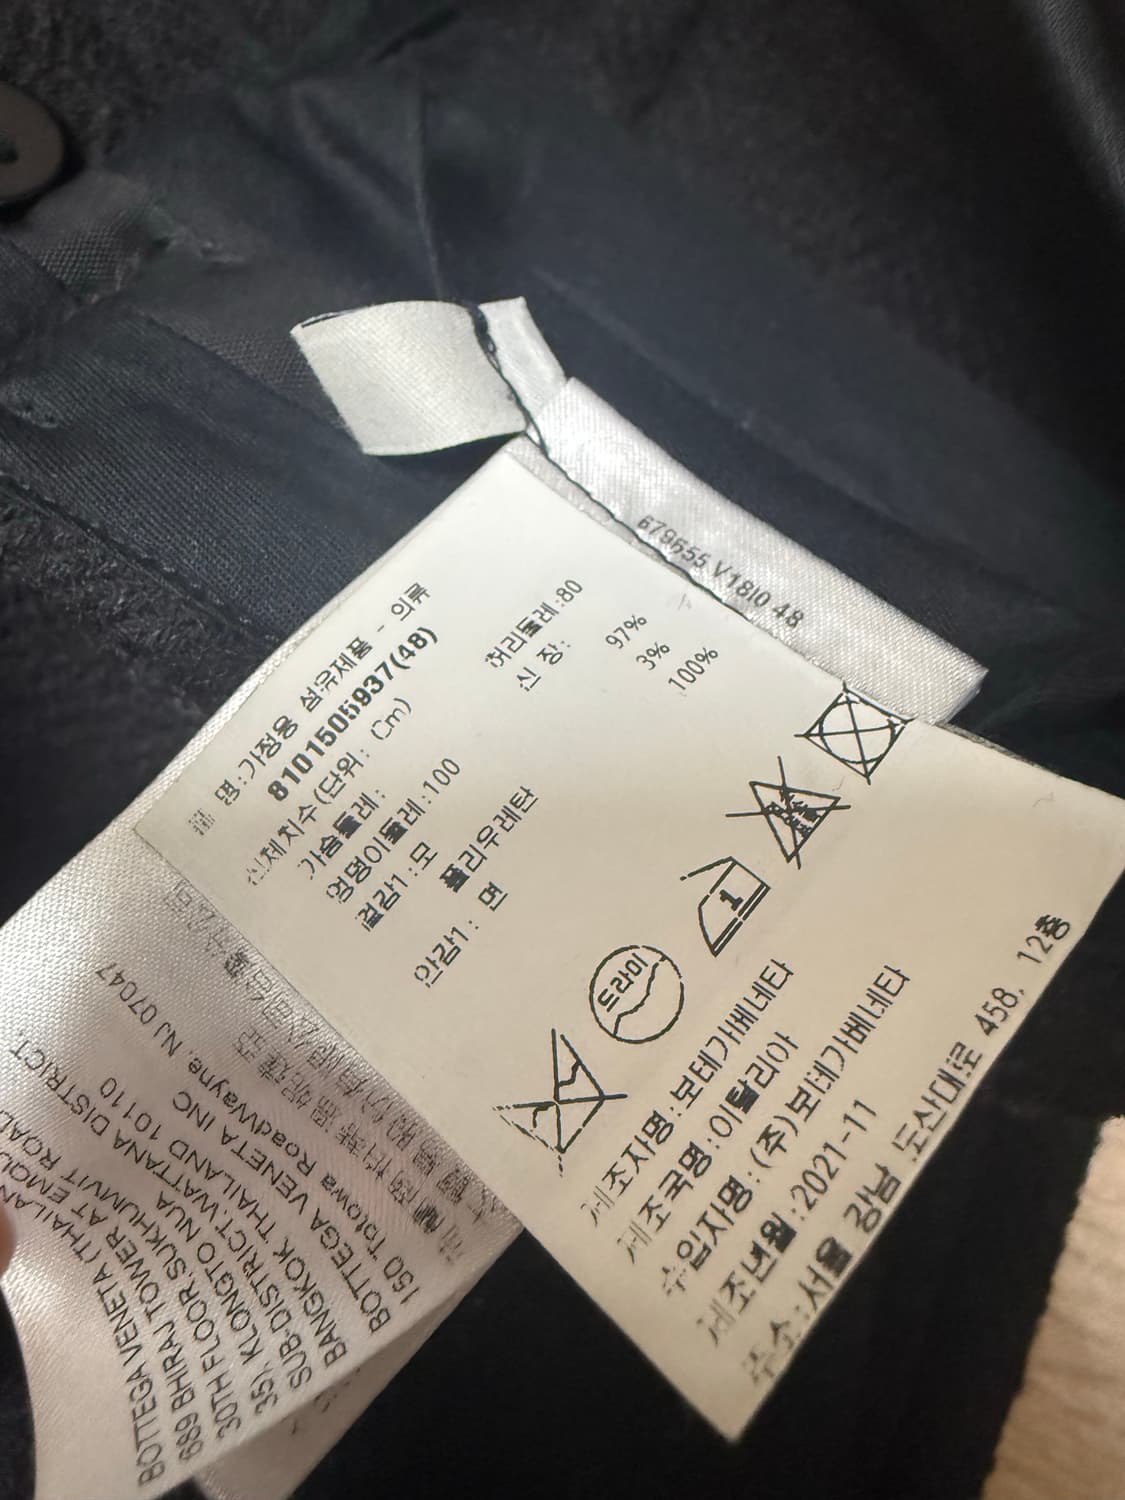 679655 V18I0 48
품 명:가정용 섬유제품 - 의류
8101505937(48)
신체치수(단위: Cm)
가슴둘레: 허리둘레:80
엉덩이둘레:100 신 장:
겉감1:모 97%
폴리우레탄 3%
안감1: 면 100%
1
드라이
제조자명:보테가베네타
제조국명:이탈리아
수입자명:(주)보테가베네타
제조년월:2021-11
주소:서울 강남 도산대로 458, 12층
BOTTEGA VENETA INC
150 Totowa RoadWayne, NJ 07047
BOTTEGA VENETA (THAILAN
689 BHIRAJ TOWER AT EMQU
30TH FLOOR, SUKHUMVIT ROAD
35), KLONGTO NUA
SUB-DISTRICT, WATTANA DISTRICT,
BANGKOK THAILAND 10110